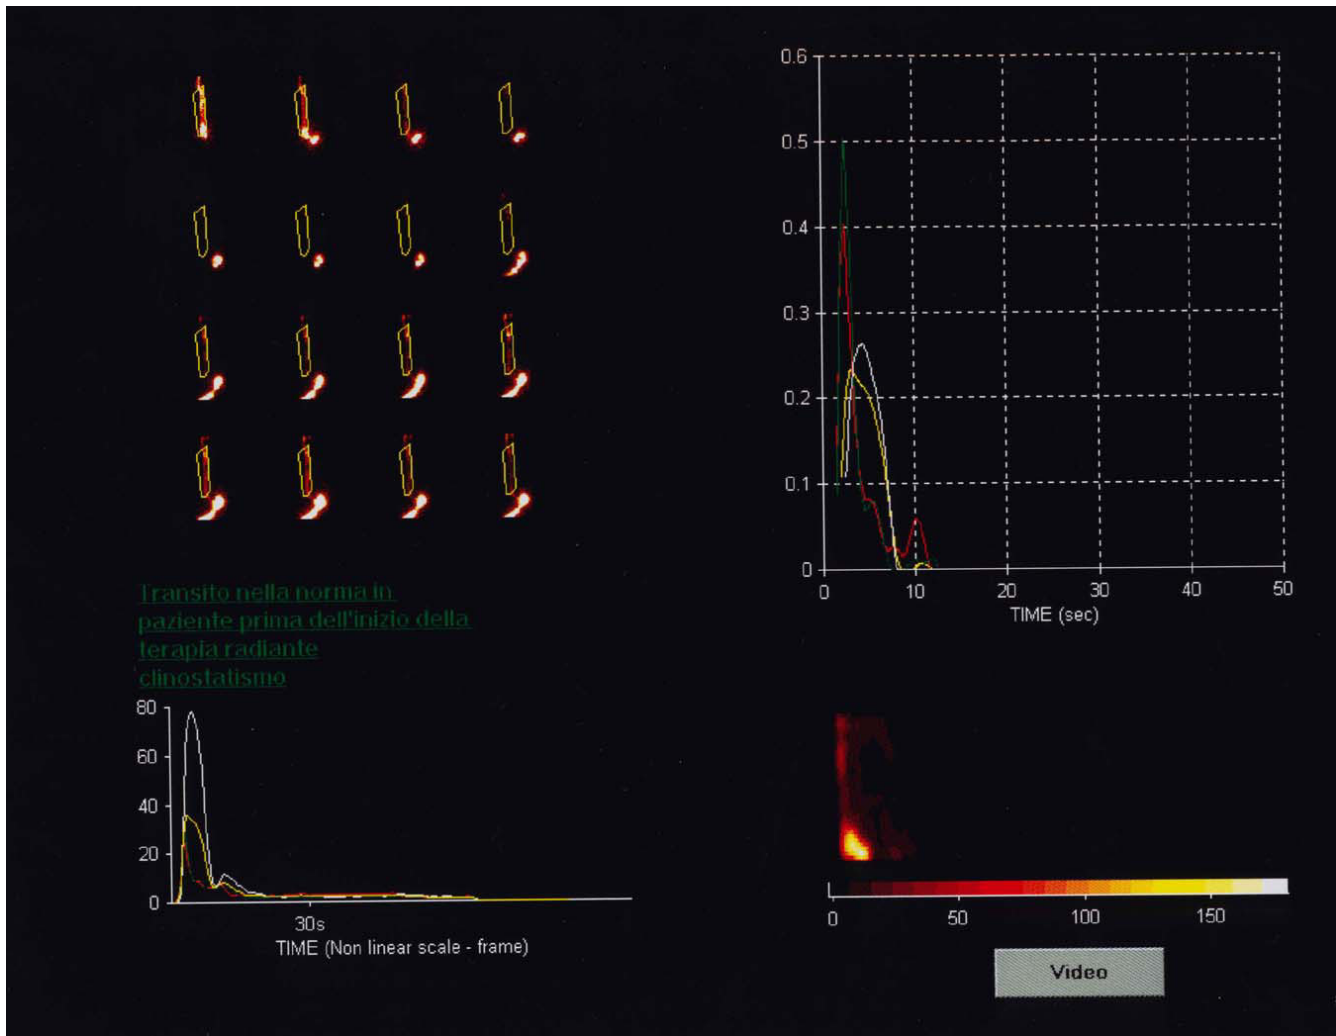 0.6
0.5
0.4
0.3
0.2
0.1
0
0 10 20 30 40 50
TIME (sec)
Transito nella norma in
paziente prima dell'inizio della
terapia radiante
clinostatismo
80
60
40
20
0
30s
TIME (Non linear scale - frame)
0 50 100 150
Video